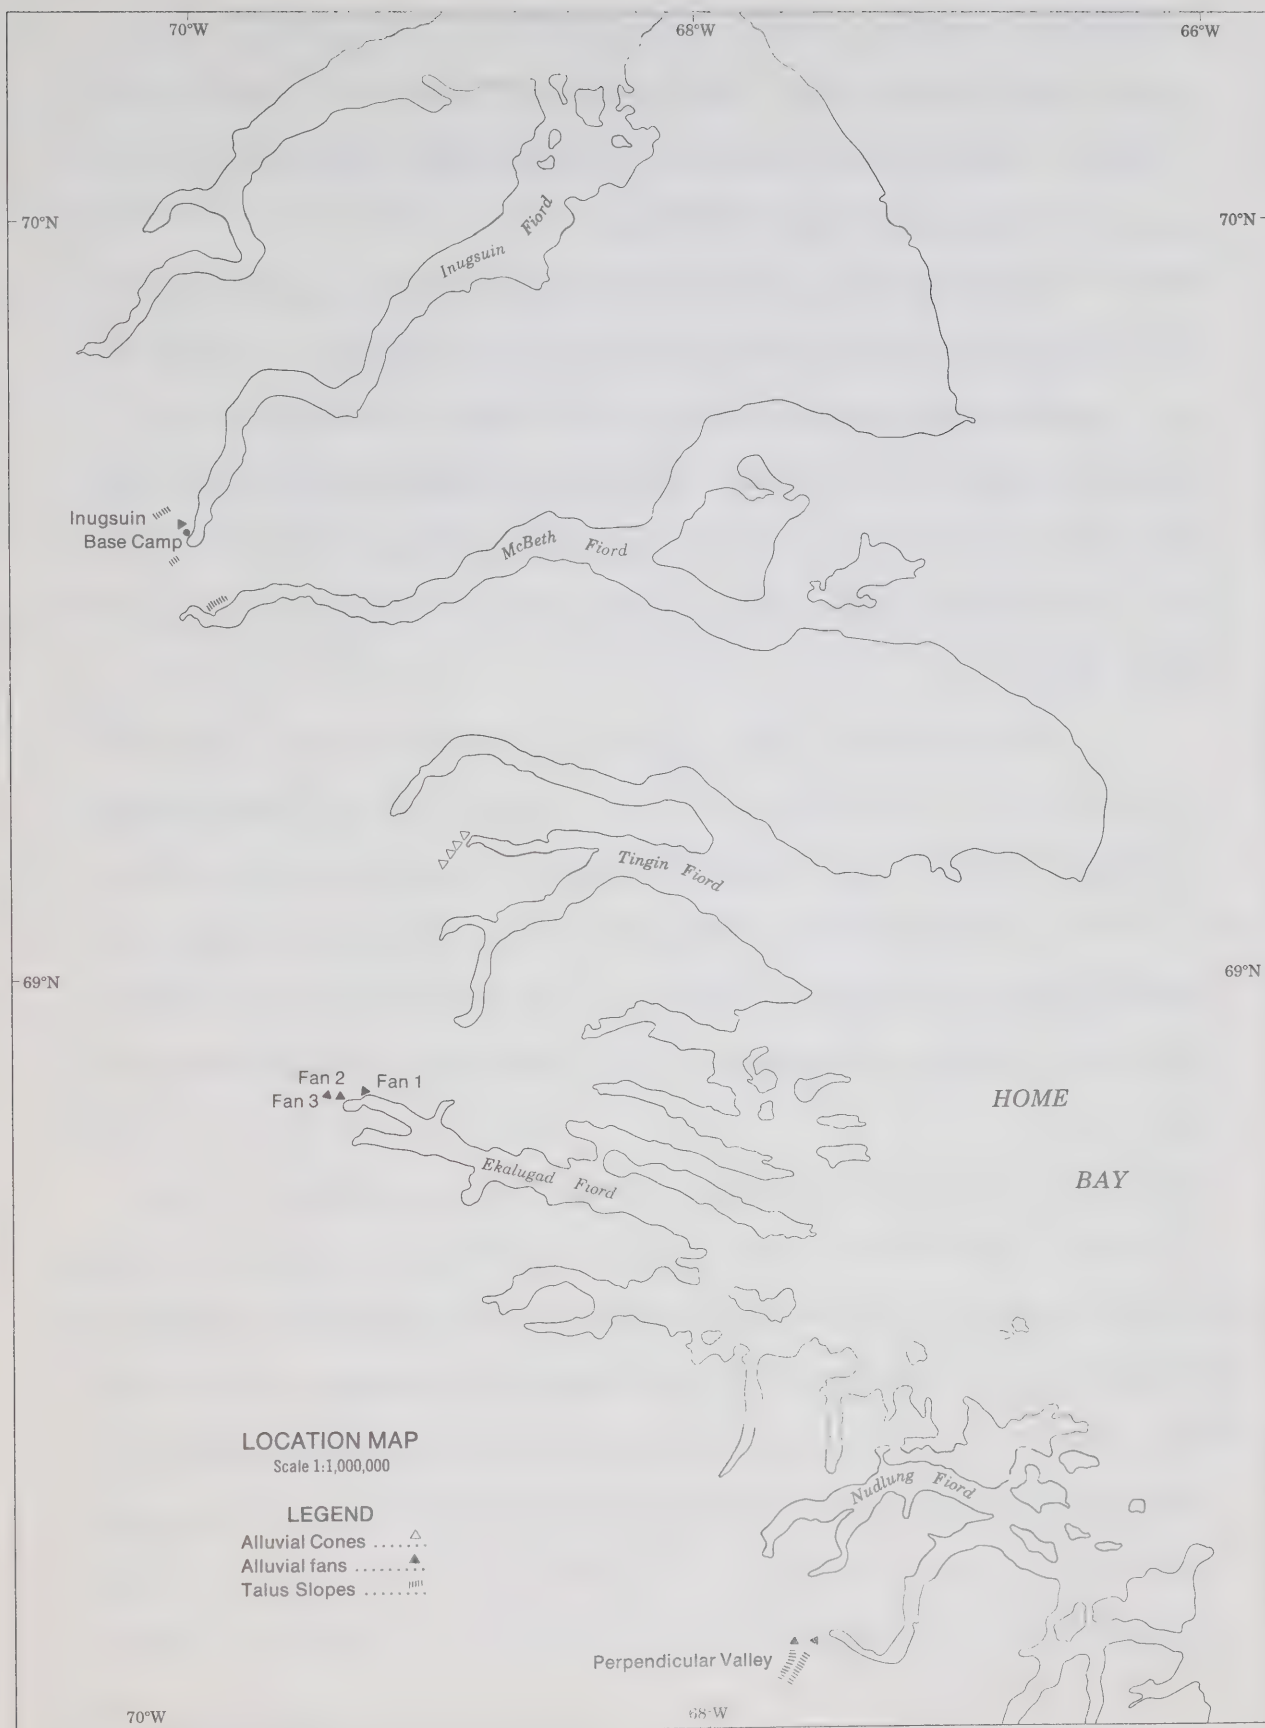 70°W 68°W 66°W
70°N 70°N
Inugsuin Fiord
Inugsuin
Base Camp
McBeth Fiord
Tingin Fiord
69°N 69°N
Fan 2 Fan 1
Fan 3
HOME
BAY
Ekalugad Fiord
LOCATION MAP
Scale 1:1,000,000
LEGEND
Alluvial Cones ......
Alluvial fans ........
Talus Slopes .......
Nudlung Fiord
Perpendicular Valley
70°W 68°W